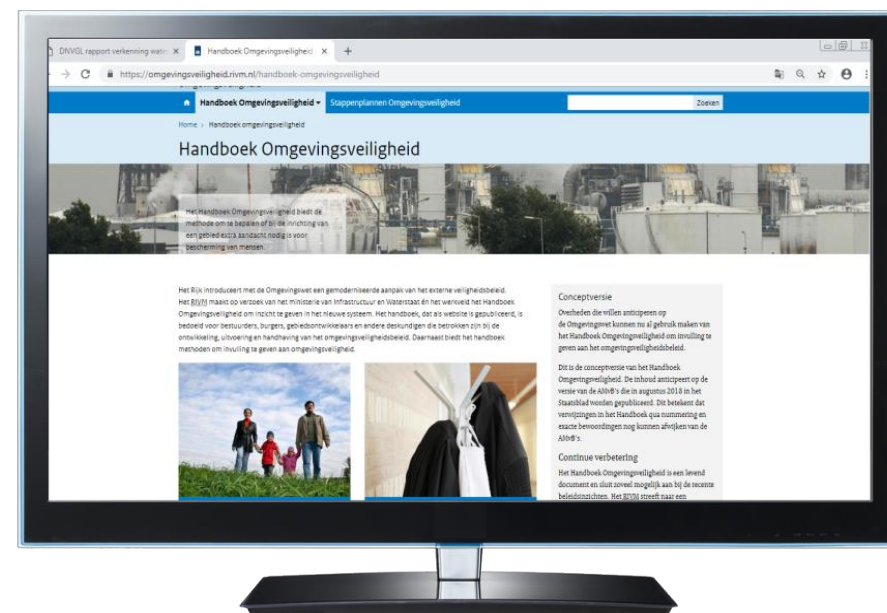 DNVGL rapport verkenning wate
Handboek Omgevingsveiligheid
https://omgevingsveiligheid.rivm.nl/handboek-omgevingsveiligheid
Handboek Omgevingsveiligheid
Stappenplannen Omgevingsveiligheid
Zoeken
Home > Handboek omgevingsveiligheid
Handboek Omgevingsveiligheid
Het Handboek Omgevingsveiligheid biedt de
methode om te bepalen of bij de inrichting van
een gebied extra aandacht nodig is voor
bescherming van mensen.
Het Rijk introduceert met de Omgevingswet een gemoderniseerde aanpak van het externe veiligheidsbeleid.
Het RIVM maakt op verzoek van het ministerie van Infrastructuur en Waterstaat én het werkveld het Handboek
Omgevingsveiligheid om inzicht te geven in het nieuwe systeem. Het handboek, dat als website is gepubliceerd, is
bedoeld voor bestuurders, burgers, gebiedsontwikkelaars en andere deskundigen die betrokken zijn bij de
ontwikkeling, uitvoering en handhaving van het omgevingsveiligheidsbeleid. Daarnaast biedt het handboek
methoden om invulling te geven aan omgevingsveiligheid.
Conceptversie
Overheden die willen anticiperen op
de Omgevingswet kunnen nu al gebruik maken van
het Handboek Omgevingsveiligheid om invulling te
geven aan het omgevingsveiligheidsbeleid.
Dit is de conceptversie van het Handboek
Omgevingsveiligheid. De inhoud anticipeert op de
versie van de AMvB's die in augustus 2018 in het
Staatsblad worden gepubliceerd. Dit betekent dat
verwijzingen in het Handboek qua nummering en
exacte bewoordingen nog kunnen afwijken van de
AMvB's.
Continue verbetering
Het Handboek Omgevingsveiligheid is een levend
document en sluit zoveel mogelijk aan bij de recente
beleidsinzichten. Het RIVM streeft naar een